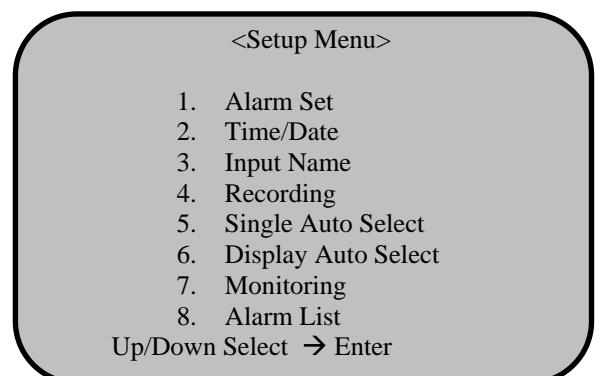 <Setup Menu>
1. Alarm Set
2. Time/Date
3. Input Name
4. Recording
5. Single Auto Select
6. Display Auto Select
7. Monitoring
8. Alarm List
Up/Down Select → Enter